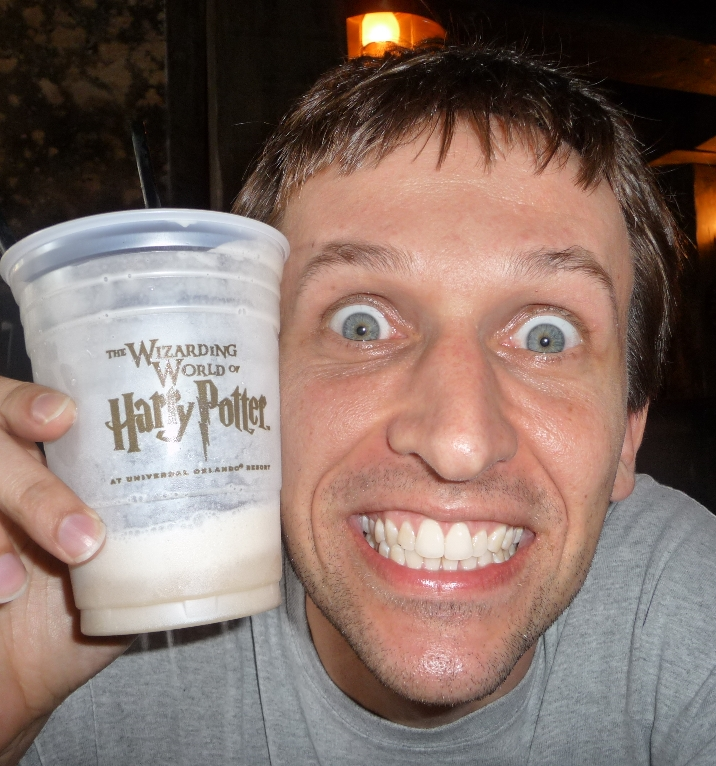 THE WIZARDING
WORLD OF
Harry Potter
AT UNIVERSAL ORLANDO® RESORT